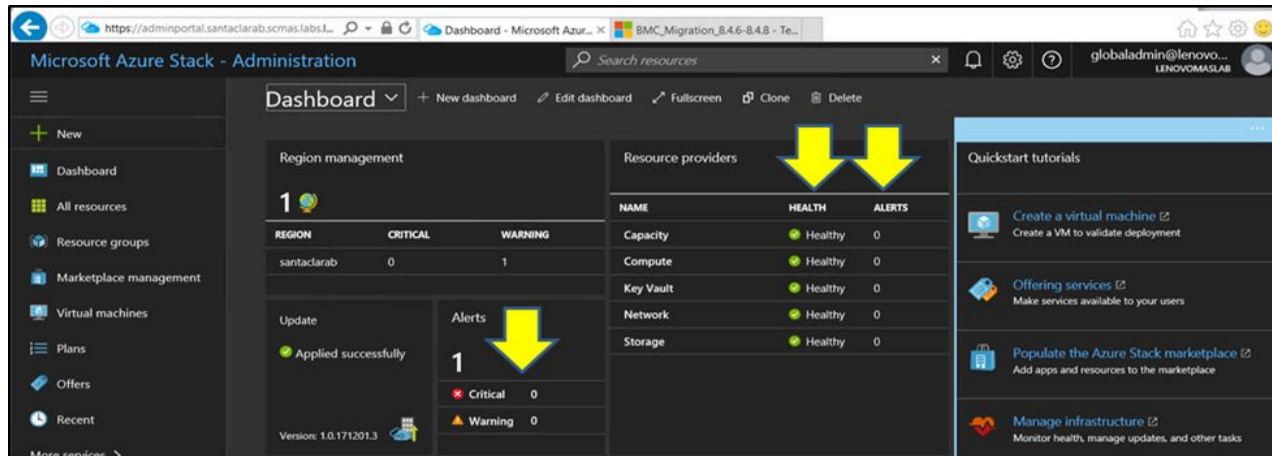 https://adminportal.santaclarab.scmas.labs.l...
Dashboard - Microsoft Azur...
BMC_Migration_8.4.6-8.4.8 - Te...
Microsoft Azure Stack - Administration
Search resources
globaladmin@lenovo...
LENOVOMASLAB
Dashboard
+ New dashboard
Edit dashboard
Fullscreen
Clone
Delete
New
Dashboard
All resources
Resource groups
Marketplace management
Virtual machines
Plans
Offers
Recent
More services >
Region management
1
REGION CRITICAL WARNING
santaclarab 0 1
Update
Applied successfully
Version: 1.0.171201.3
Alerts
1
Critical 0
Warning 0
Resource providers
NAME HEALTH ALERTS
Capacity Healthy 0
Compute Healthy 0
Key Vault Healthy 0
Network Healthy 0
Storage Healthy 0
Quickstart tutorials
Create a virtual machine
Create a VM to validate deployment
Offering services
Make services available to your users
Populate the Azure Stack marketplace
Add apps and resources to the marketplace
Manage infrastructure
Monitor health, manage updates, and other tasks